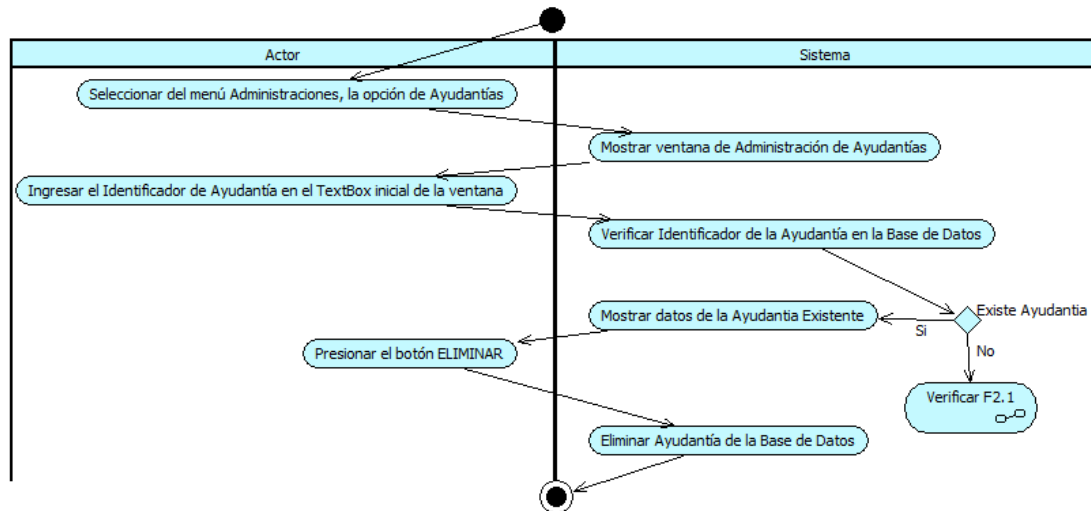 Actor
Sistema
Seleccionar del menú Administraciones, la opción de Ayudantías
Mostrar ventana de Administración de Ayudantías
Ingresar el Identificador de Ayudantía en el TextBox inicial de la ventana
Verificar Identificador de la Ayudantía en la Base de Datos
Existe Ayudantia
Mostrar datos de la Ayudantia Existente
Si
No
Presionar el botón ELIMINAR
Verificar F2.1
Eliminar Ayudantía de la Base de Datos